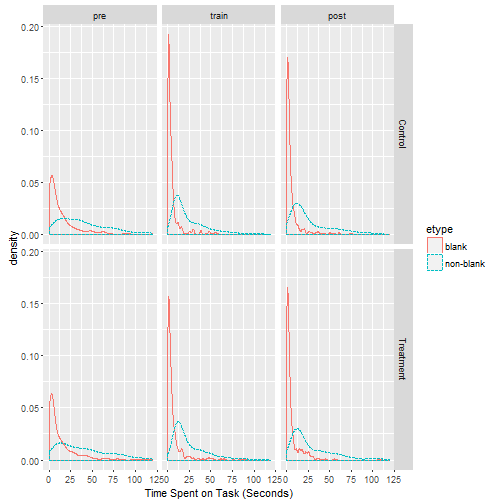 pre train post
0.20
0.15
0.10
0.05
0.00
Control
0.20
0.15
0.10
0.05
0.00
Treatment
density
0 25 50 75 100 125 0 25 50 75 100 125 0 25 50 75 100 125
Time Spent on Task (Seconds)
etype
blank
non-blank